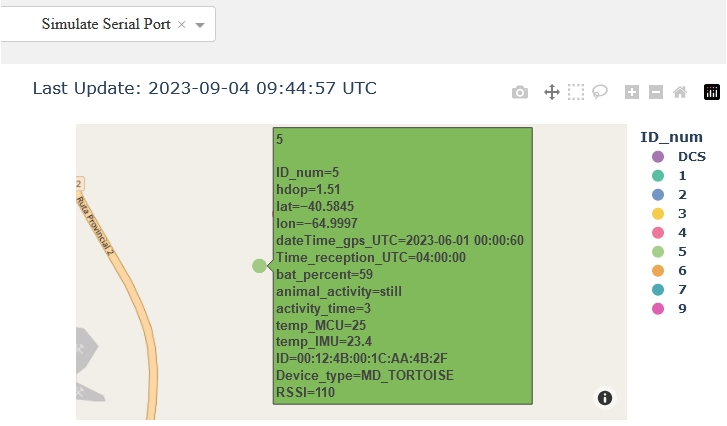 Simulate Serial Port ×
Last Update: 2023-09-04 09:44:57 UTC
2
Ruta Provincial 2
5
ID_num=5
hdop=1.51
lat=−40.5845
lon=−64.9997
dateTime_gps_UTC=2023-06-01 00:00:60
Time_reception_UTC=04:00:00
bat_percent=59
animal_activity=still
activity_time=3
temp_MCU=25
temp_IMU=23.4
ID=00:12:4B:00:1C:AA:4B:2F
Device_type=MD_TORTOISE
RSSI=110
ID_num
DCS
1
2
3
4
5
6
7
9